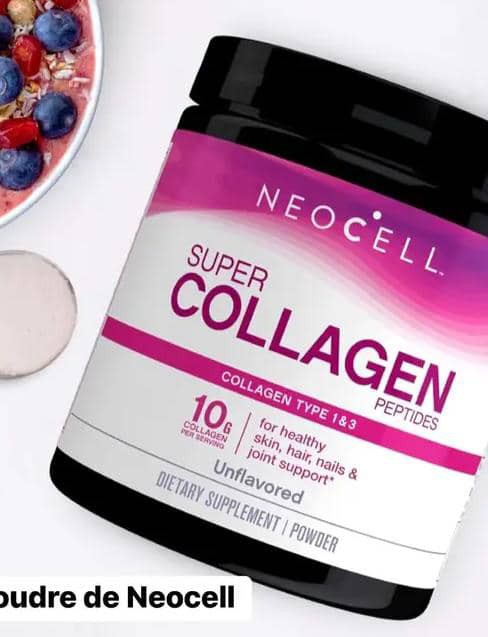 NEOCELL™
SUPER
COLLAGEN
PEPTIDES
COLLAGEN TYPE 1&3
10G
COLLAGEN
PER SERVING
for healthy
skin, hair, nails &
joint support*
Unflavored
DIETARY SUPPLEMENT | POWDER
oudre de Neocell